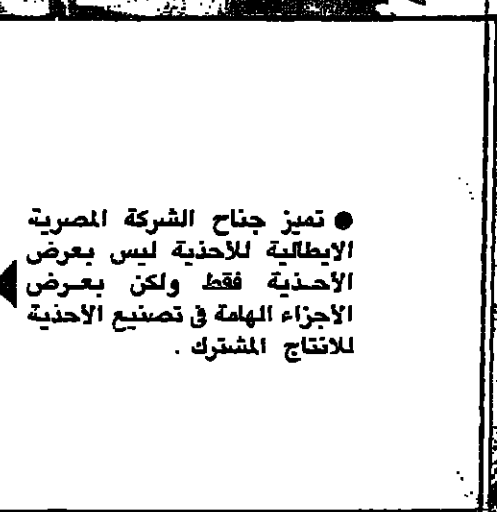 ● تميز جناح الشركة المصرية
الايطالية للأحذية ليس بعرض
الأحذية فقط ولكن بعرض
الأجزاء الهامة في تصنيع الأحذية
للانتاج المشترك .